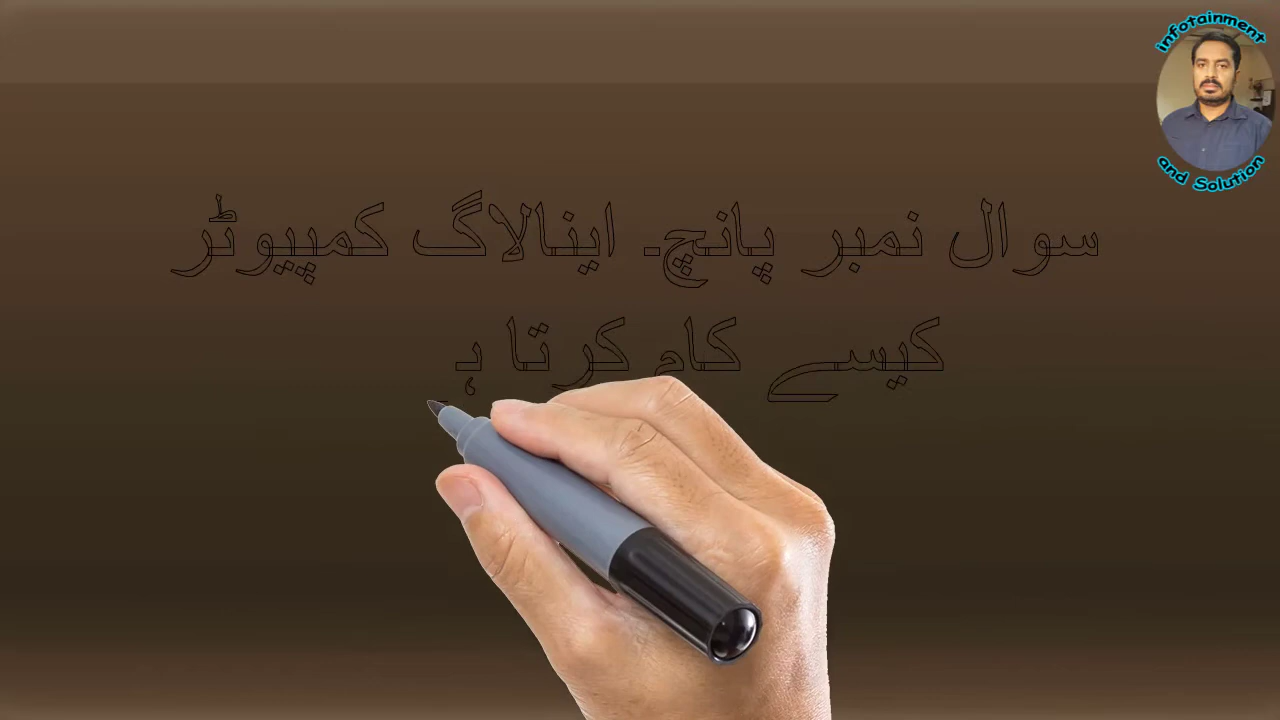 infotainment
and Solution
سوال نمبر پانچ۔ اینالاگ کمپیوٹر
کیسے کام کرتا ہ